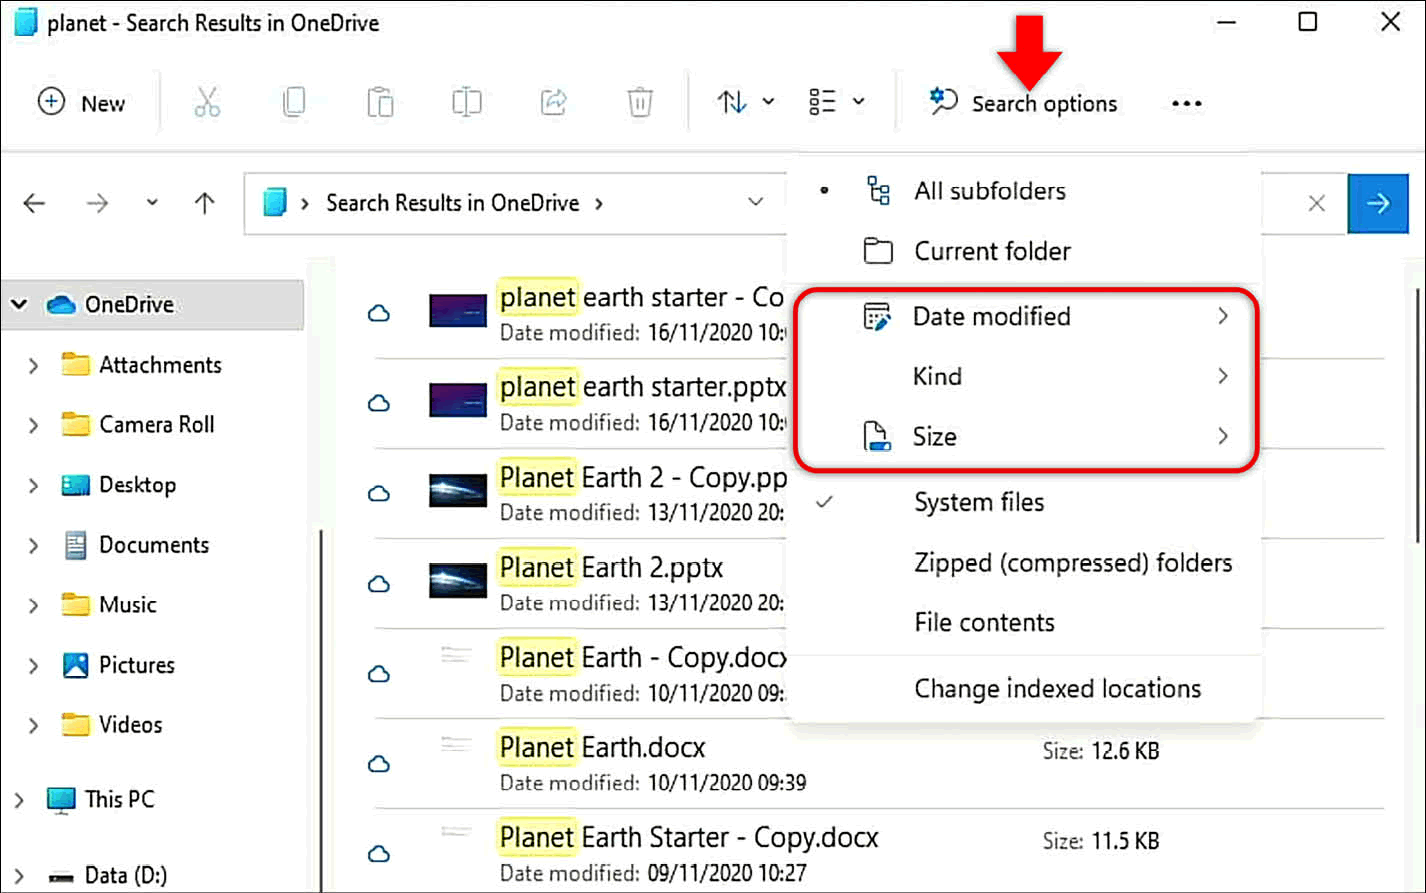 planet - Search Results in OneDrive
New
Search options
Search Results in OneDrive
All subfolders
Current folder
Date modified
Kind
Size
System files
Zipped (compressed) folders
File contents
Change indexed locations
OneDrive
Attachments
Camera Roll
Desktop
Documents
Music
Pictures
Videos
This PC
Data (D:)
planet earth starter - Co
Date modified: 16/11/2020 10:
planet earth starter.pptx
Date modified: 16/11/2020 10:
Planet Earth 2 - Copy.pp
Date modified: 13/11/2020 20:
Planet Earth 2.pptx
Date modified: 13/11/2020 20:
Planet Earth - Copy.docx
Date modified: 10/11/2020 09:
Planet Earth.docx
Date modified: 10/11/2020 09:39
Size: 12.6 KB
Planet Earth Starter - Copy.docx
Date modified: 09/11/2020 10:27
Size: 11.5 KB